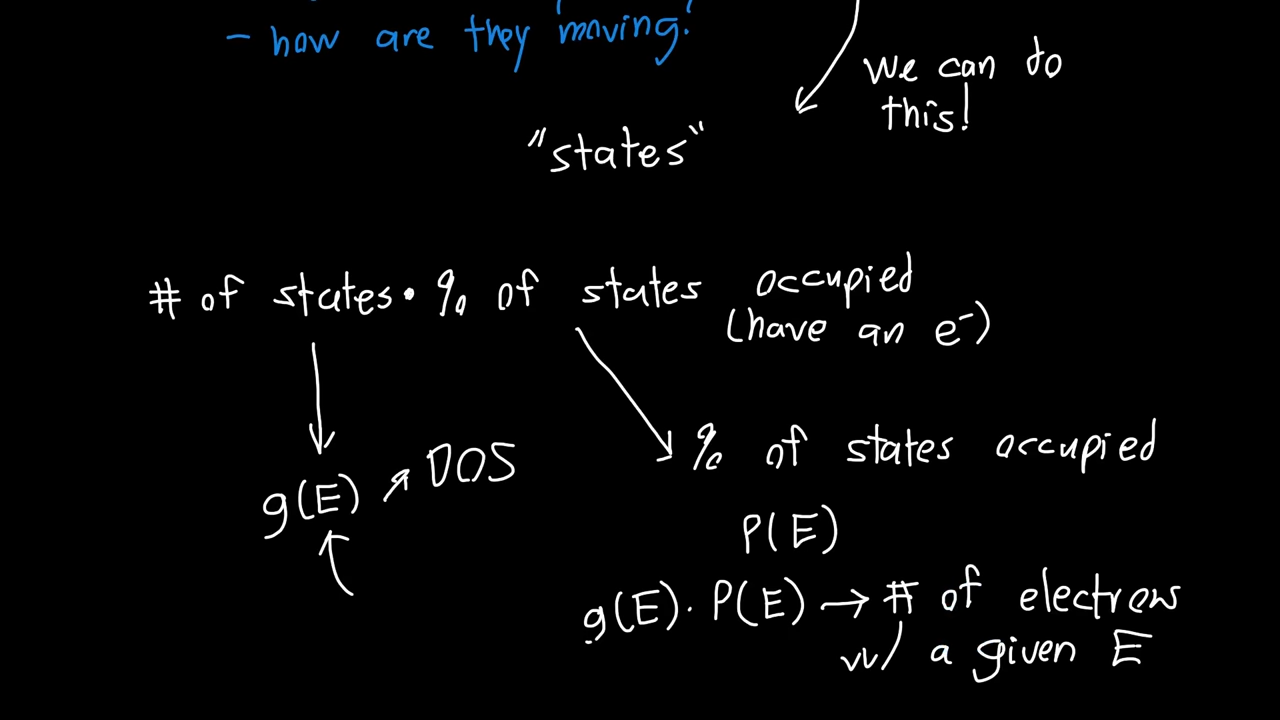 - how are they moving?
we can do
this!
"states"
# of states • % of states occupied
(have an e⁻)
g(E) DOS
% of states occupied
P(E)
g(E) · P(E) → # of electrons
w/ a given E